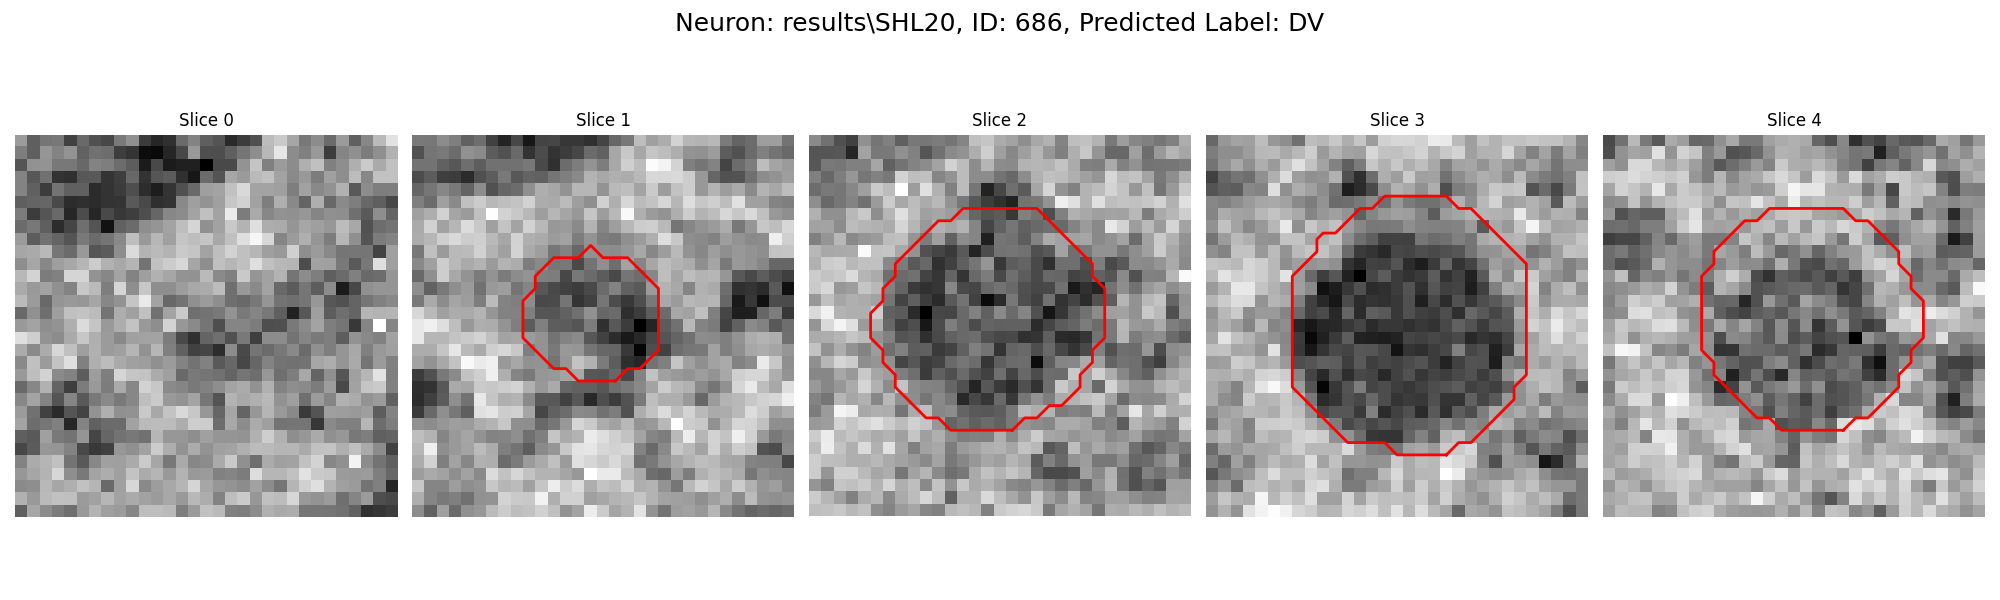 Neuron: results\SHL20, ID: 686, Predicted Label: DV
Slice 0
Slice 1
Slice 2
Slice 3
Slice 4